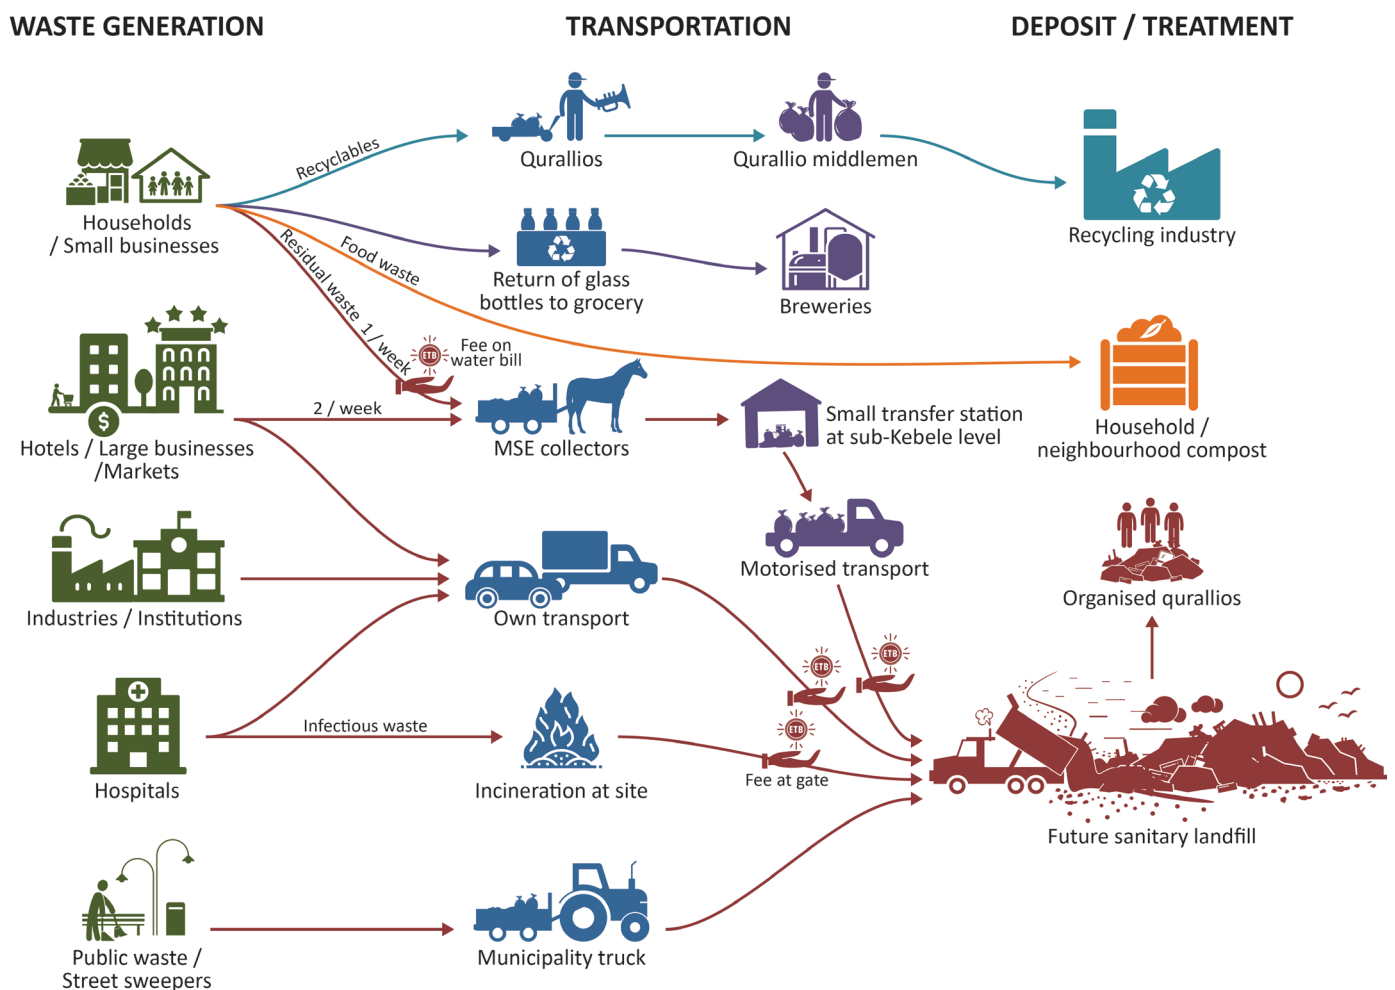 WASTE GENERATION
TRANSPORTATION
DEPOSIT / TREATMENT
Recyclables
Qurallios
Qurallio middlemen
Recycling industry
Households
/ Small businesses
Residual waste 1 / week
Food waste
Return of glass
bottles to grocery
Breweries
ETB
Fee on
water bill
$
Hotels / Large businesses
/Markets
2 / week
MSE collectors
Small transfer station
at sub-Kebele level
Household /
neighbourhood compost
Motorised transport
Organised qurallios
Industries / Institutions
Own transport
ETB
ETB
Infectious waste
Hospitals
Incineration at site
ETB
Fee at gate
Future sanitary landfill
Public waste /
Street sweepers
Municipality truck